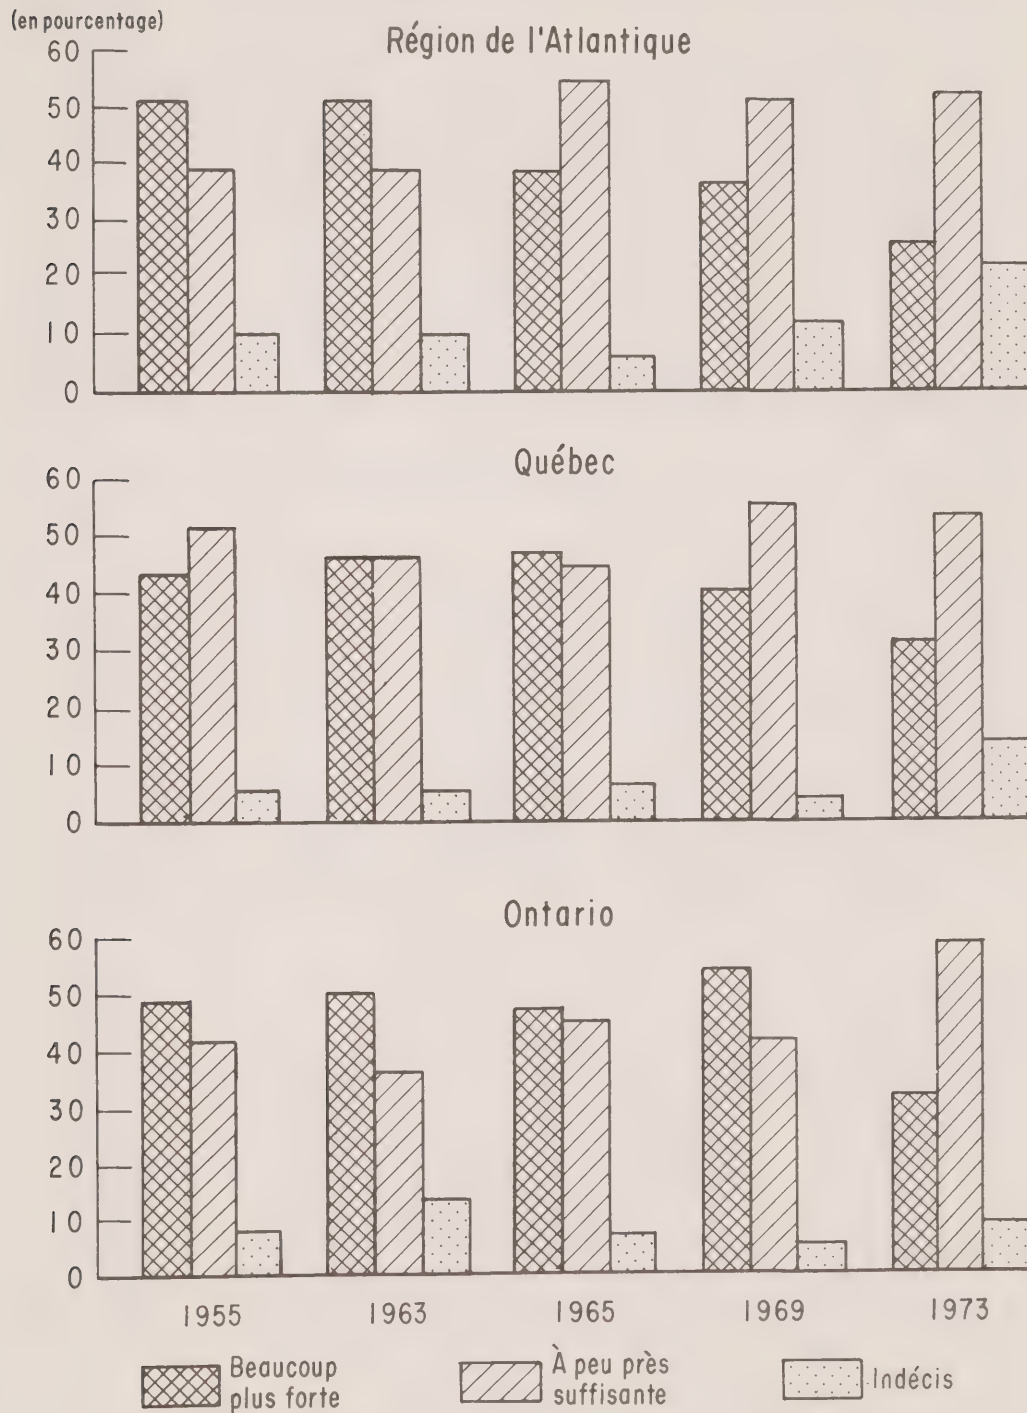 (en pourcentage)
Région de l'Atlantique
60
50
40
30
20
10
0
Québec
60
50
40
30
20
10
0
Ontario
60
50
40
30
20
10
0
1955 1963 1965 1969 1973
Beaucoup
plus forte
À peu près
suffisante
Indécis